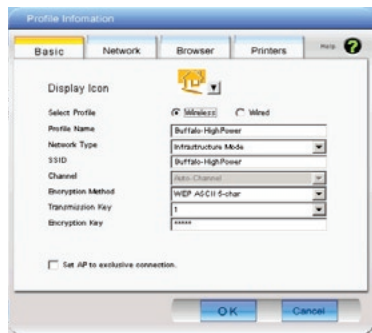 Profile Infomation
Basic Network Browser Printers Help ?
Display Icon
Select Profile Wireless Wired
Profile Name Buffalo-HighPower
Network Type Infrastructure Mode
SSID Buffalo-HighPower
Channel Auto-Channel
Encryption Method WEP ASCII 5-char
Transmission Key 1
Encryption Key *****
Set AP to exclusive connection.
OK Cancel